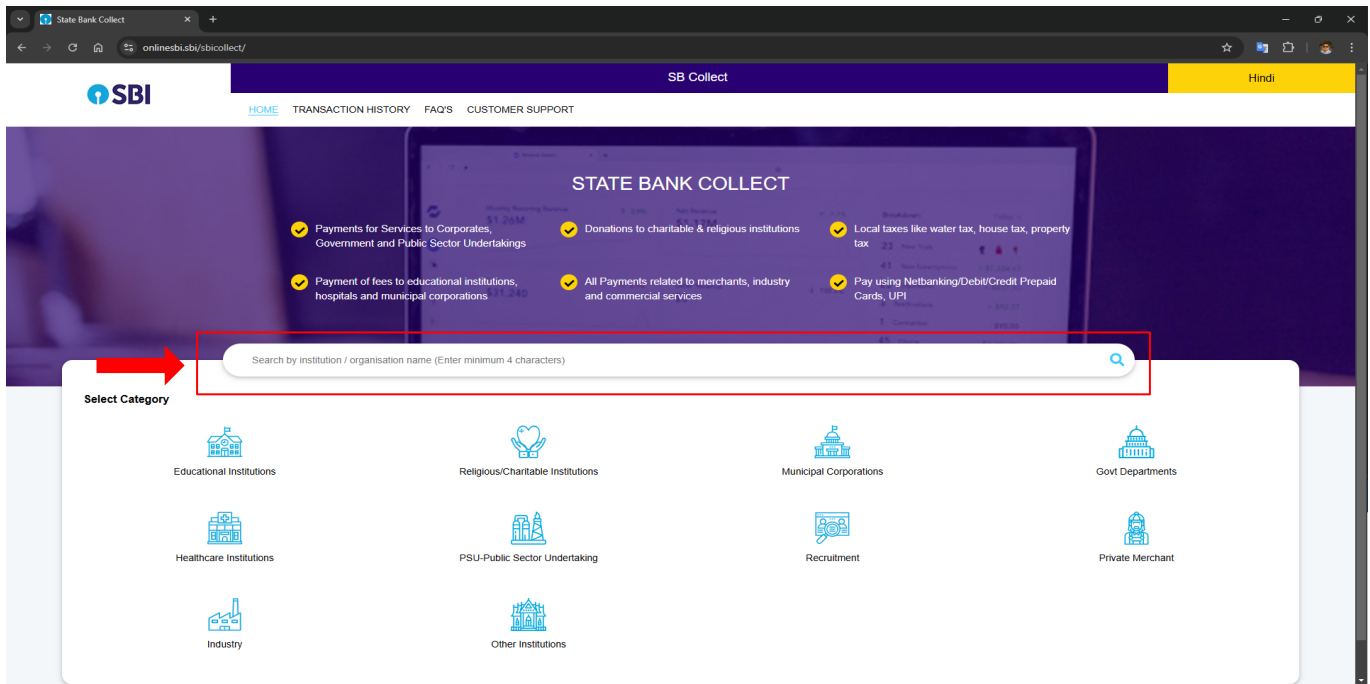 State Bank Collect
onlinesbi.sbi/sbicollect/
SBI
SB Collect
Hindi
HOME TRANSACTION HISTORY FAQ'S CUSTOMER SUPPORT
STATE BANK COLLECT
Payments for Services to Corporates,
Government and Public Sector Undertakings
Donations to charitable & religious institutions
Local taxes like water tax, house tax, property
tax
Payment of fees to educational institutions,
hospitals and municipal corporations
All Payments related to merchants, industry
and commercial services
Pay using Netbanking/Debit/Credit Prepaid
Cards, UPI
$1.26M
$31,240
Search by institution / organisation name (Enter minimum 4 characters)
Select Category
Educational Institutions
Religious/Charitable Institutions
Municipal Corporations
Govt Departments
Healthcare Institutions
PSU-Public Sector Undertaking
Recruitment
Private Merchant
Industry
Other Institutions